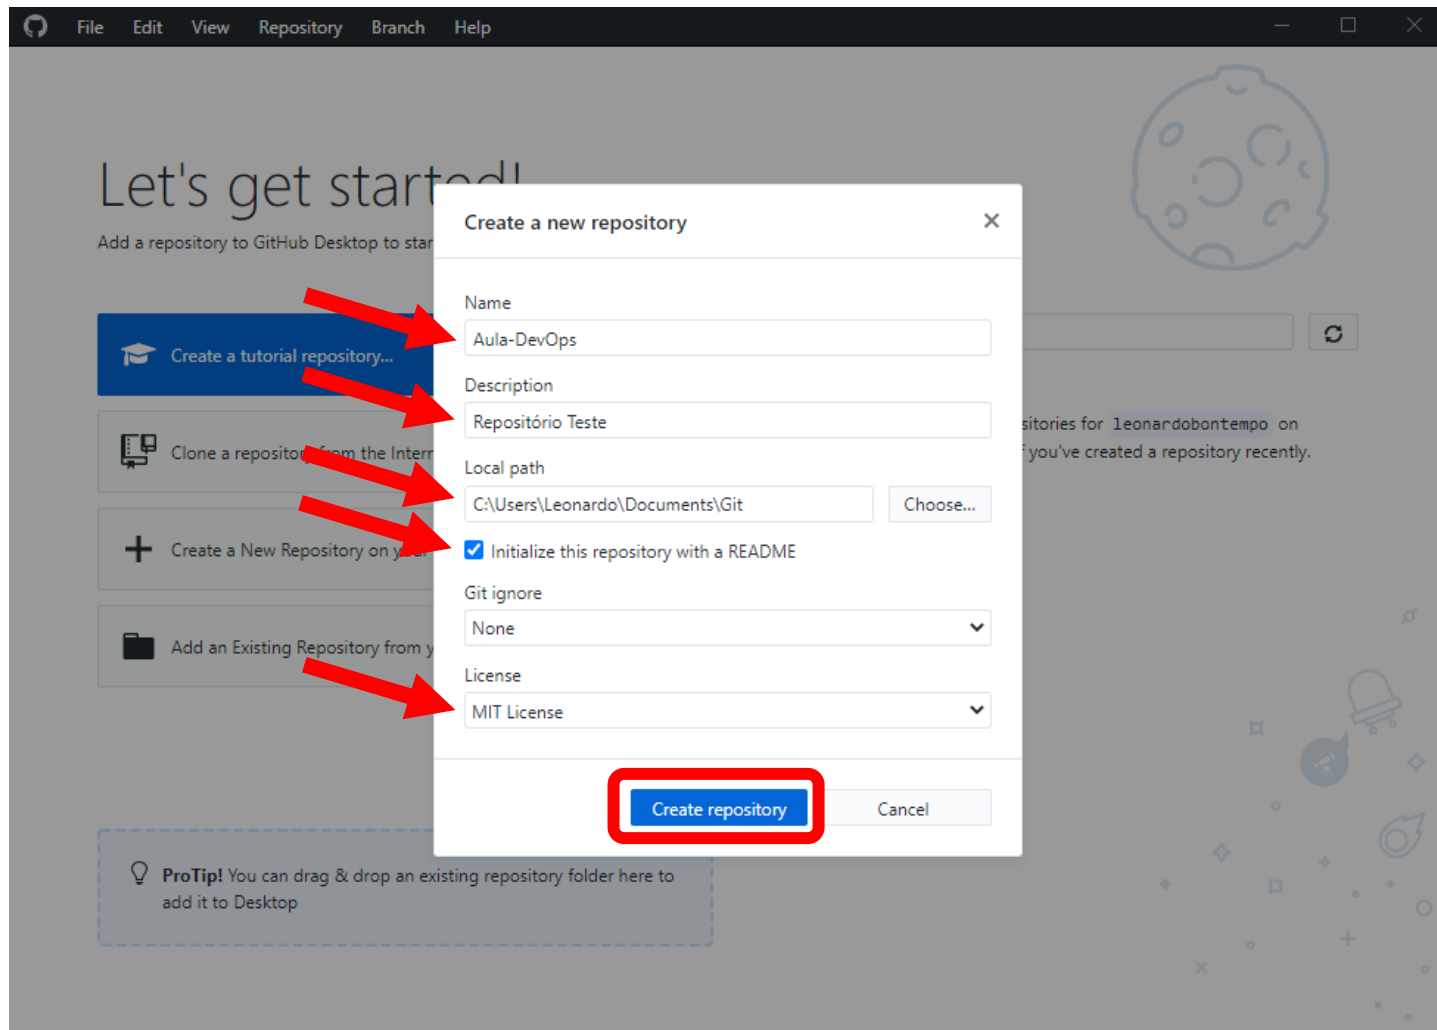 File Edit View Repository Branch Help
Let's get started!
Add a repository to GitHub Desktop to star
Create a tutorial repository...
Clone a repository from the Intern
Create a New Repository on your
Add an Existing Repository from y
Create a new repository
Name
Aula-DevOps
Description
Repositório Teste
Local path
C:\Users\Leonardo\Documents\Git
Choose...
Initialize this repository with a README
Git ignore
None
License
MIT License
Create repository
Cancel
sitories for leonardobontempo on
f you've created a repository recently.
ProTip! You can drag & drop an existing repository folder here to
add it to Desktop